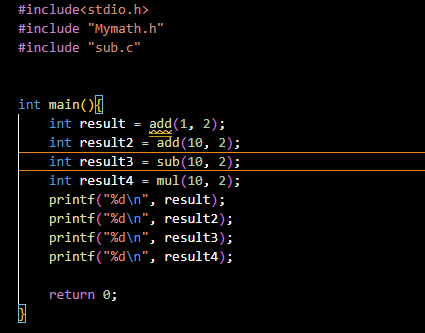 #include<stdio.h>
#include "Mymath.h"
#include "sub.c"
int main(){
    int result = add(1, 2);
    int result2 = add(10, 2);
    int result3 = sub(10, 2);
    int result4 = mul(10, 2);
    printf("%d\n", result);
    printf("%d\n", result2);
    printf("%d\n", result3);
    printf("%d\n", result4);
    return 0;
}